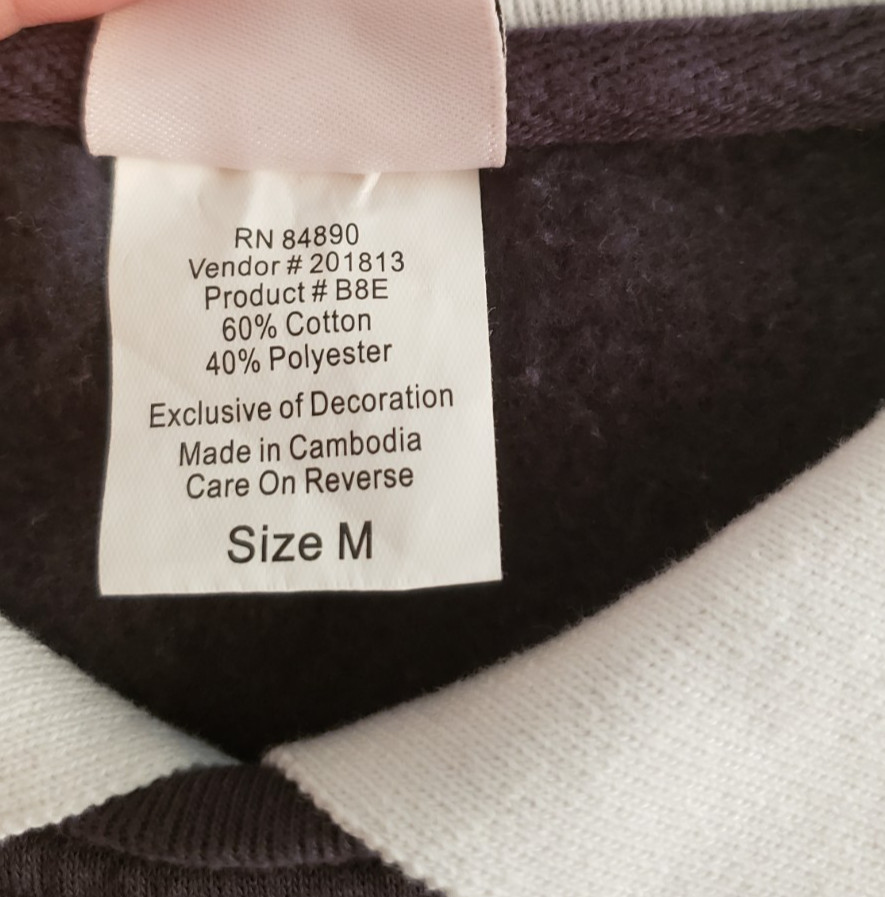 RN 84890
Vendor # 201813
Product # B8E
60% Cotton
40% Polyester
Exclusive of Decoration
Made in Cambodia
Care On Reverse
Size M